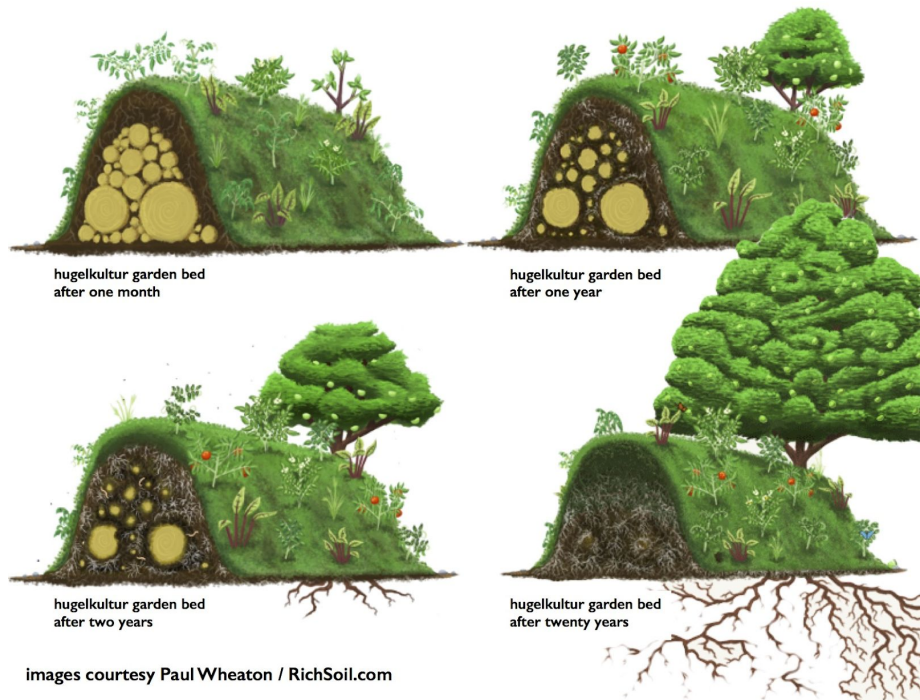 hugelkultur garden bed
after one month
hugelkultur garden bed
after one year
hugelkultur garden bed
after two years
hugelkultur garden bed
after twenty years
images courtesy Paul Wheaton / RichSoil.com